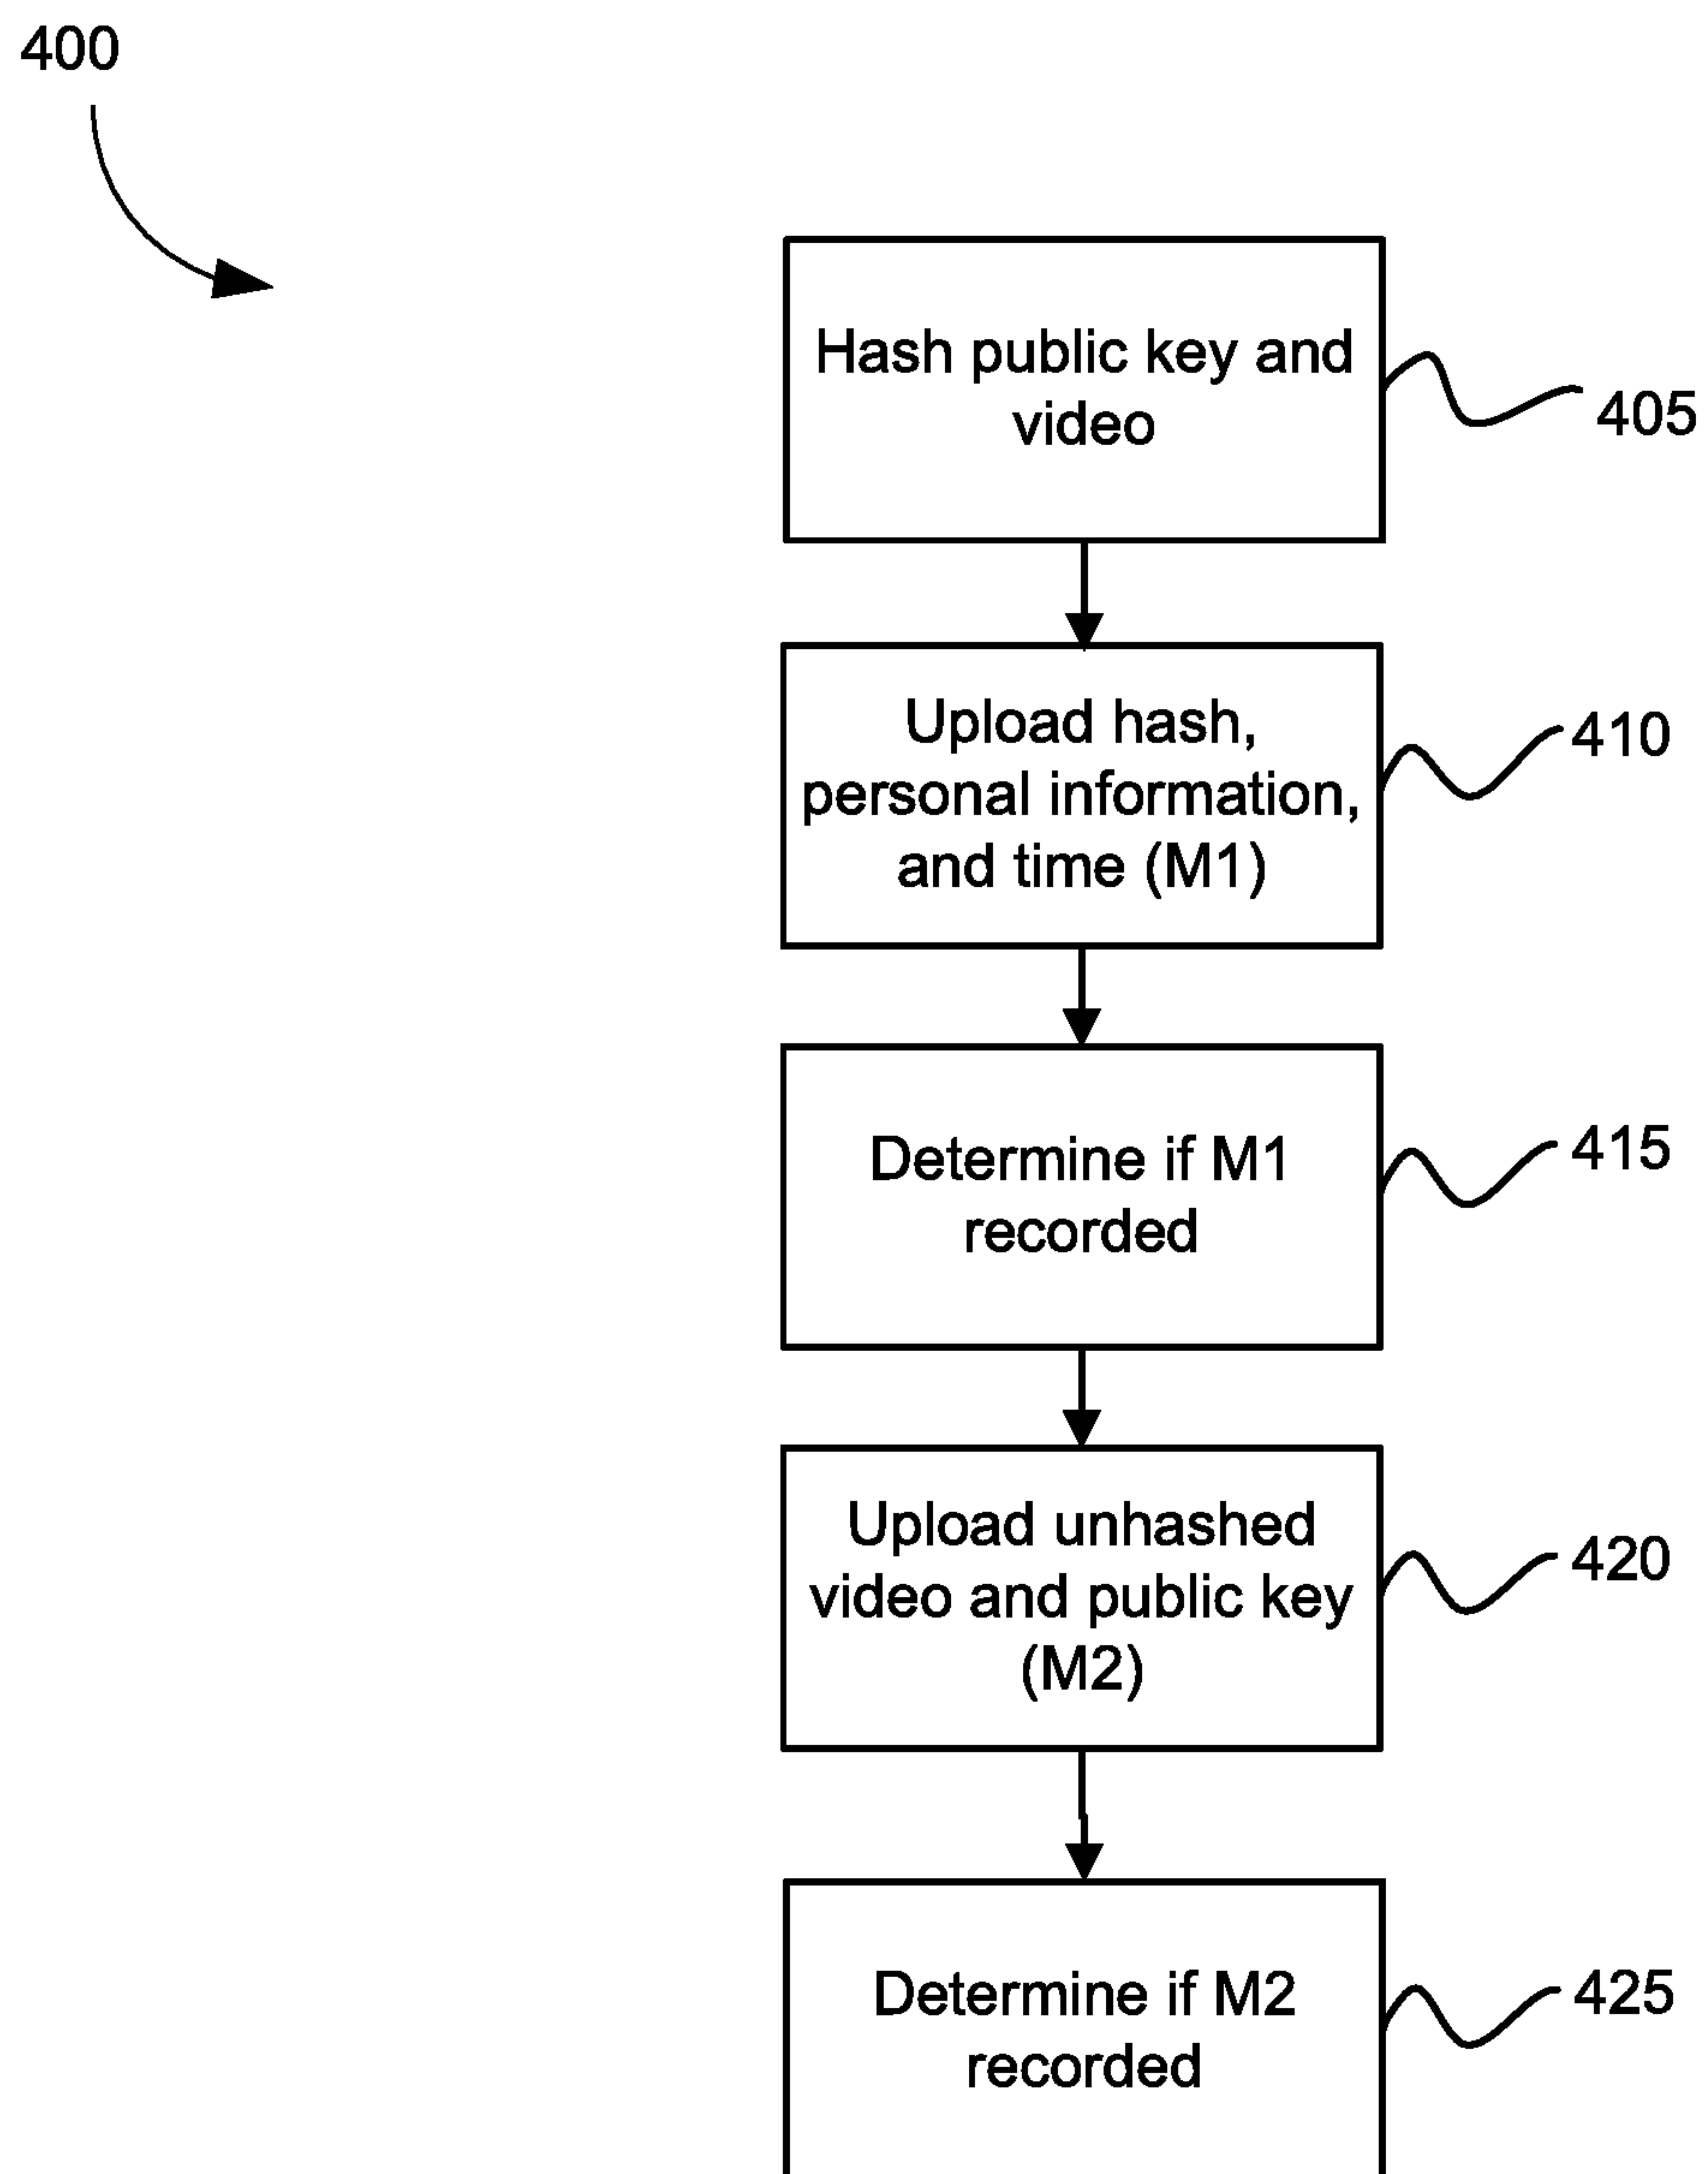 400
Hash public key and
video
405
Upload hash,
personal information,
and time (M1)
410
Determine if M1
recorded
415
Upload unhashed
video and public key
(M2)
420
Determine if M2
recorded
425